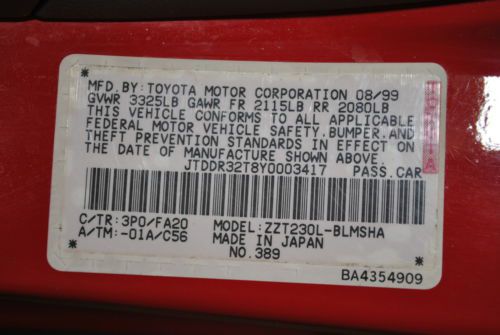 MFD.BY:TOYOTA MOTOR CORPORATION 08/99
GVWR 3325LB GAWR FR 2115LB RR 2080LB
THIS VEHICLE CONFORMS TO ALL APPLICABLE
FEDERAL MOTOR VEHICLE SAFETY.BUMPER.AND
THEFT PREVENTION STANDARDS IN EFFECT ON
THE DATE OF MANUFACTURE SHOWN ABOVE.
JTDDR32T8Y0003417 PASS.CAR
C/TR:3P0/FA20 MODEL:ZZT230L-BLMSHA
A/TM:-01A/C56 MADE IN JAPAN
NO.389
BA4354909